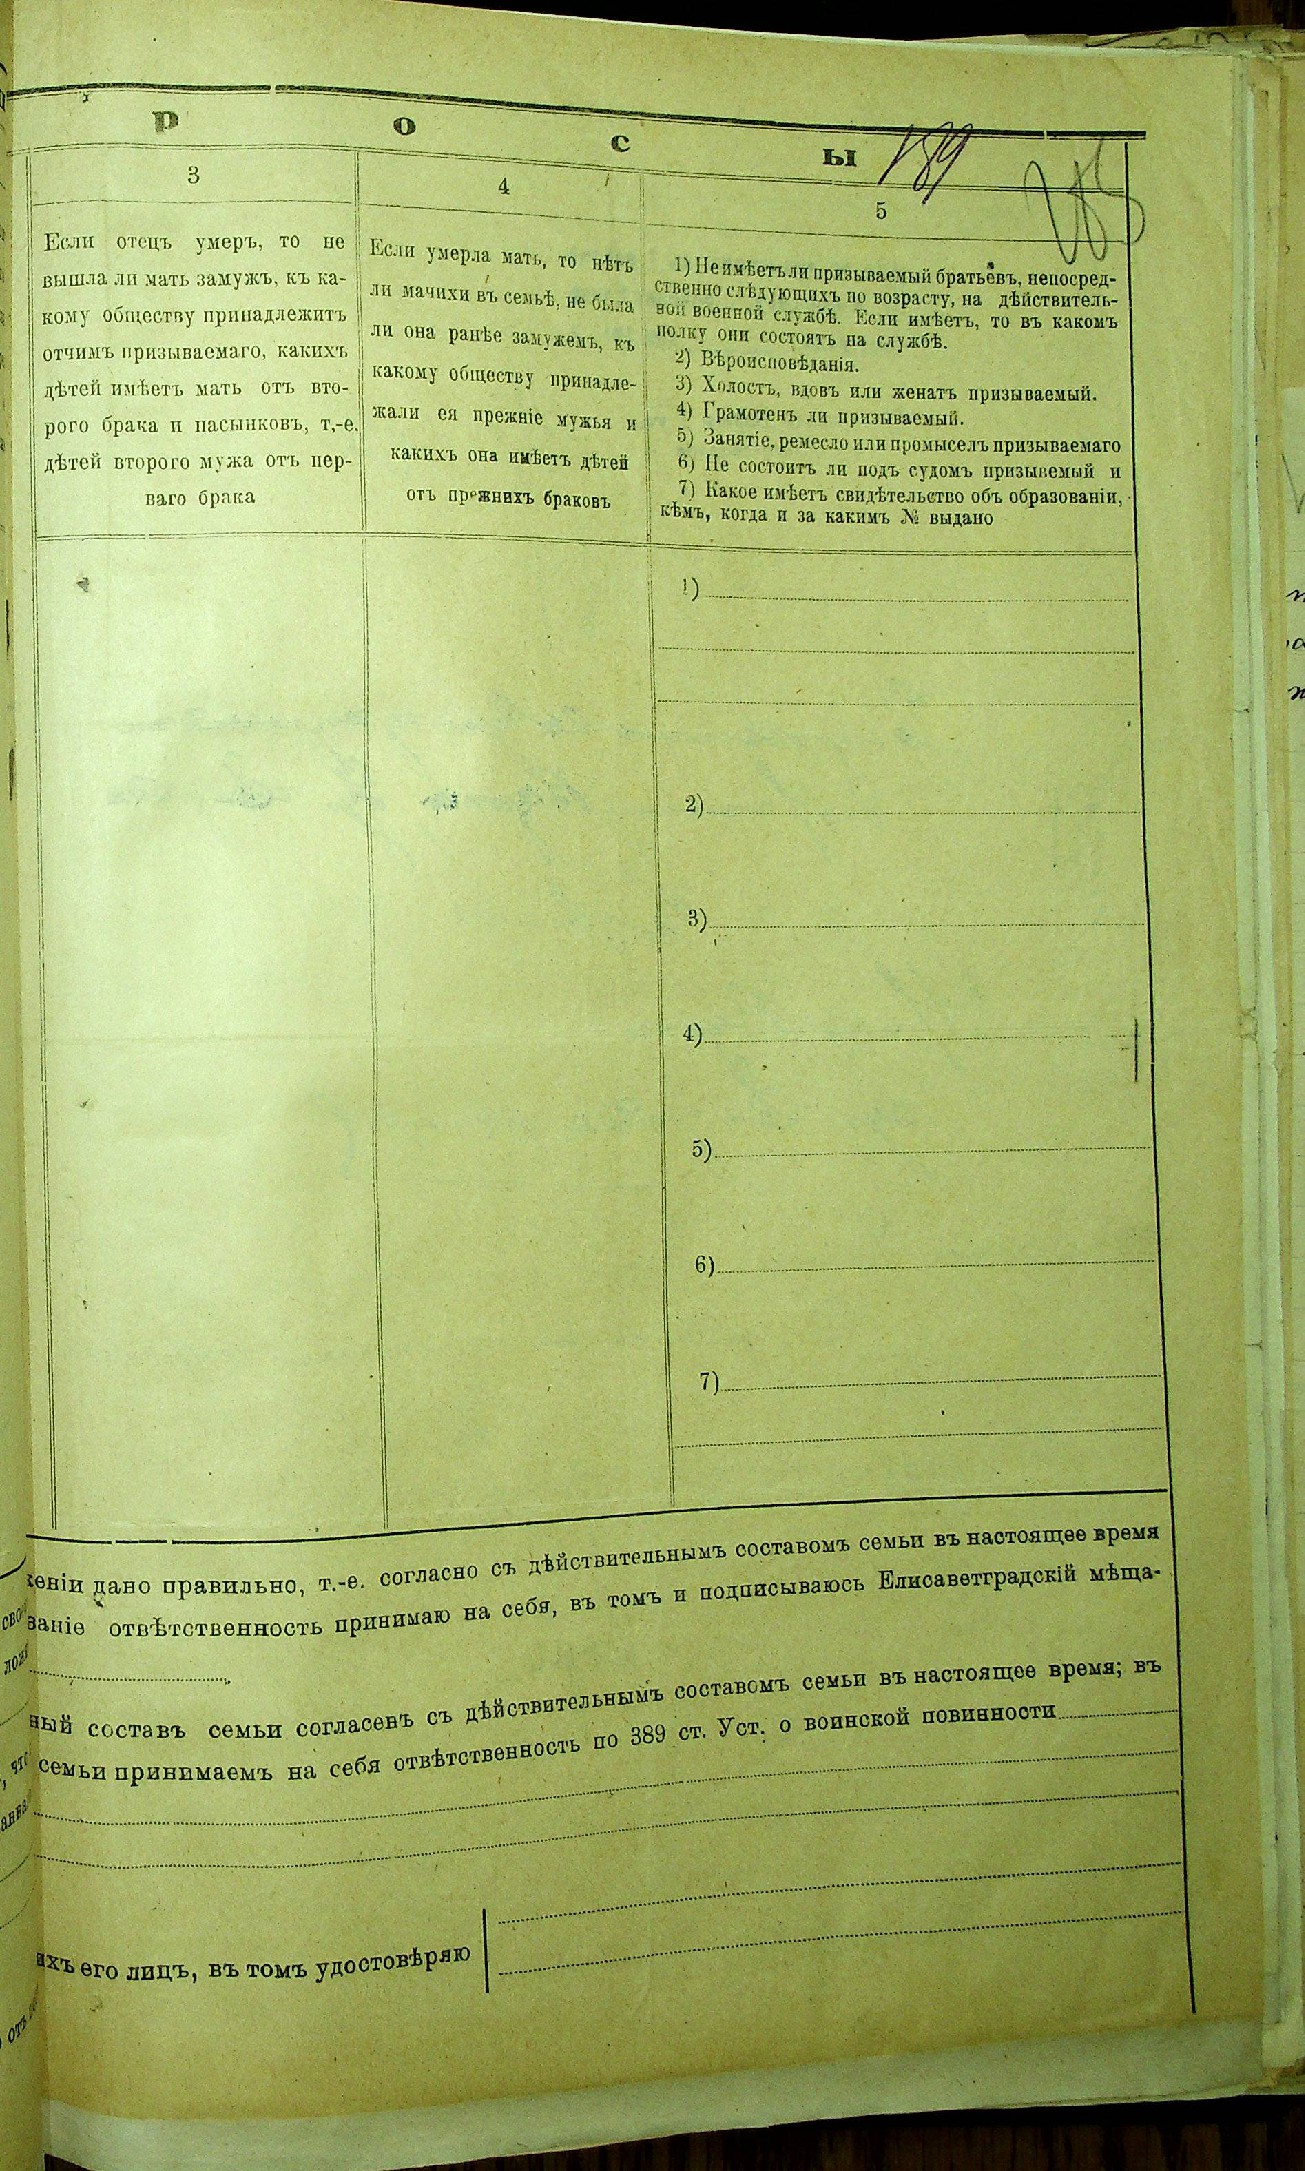 р о с ы
189
3
Если отецъ умеръ, то не
вышла ли мать замужъ, къ ка-
кому обществу принадлежитъ
отчимъ призываемаго, какихъ
дѣтей имѣетъ мать отъ вто-
рого брака и пасынковъ, т.-е.
дѣтей второго мужа отъ пер-
ваго брака
4
Если умерла мать, то нѣтъ
ли мачихи въ семьѣ, не была
ли она ранѣе замужемъ, къ
какому обществу принадле-
жали ея прежніе мужья и
какихъ она имѣетъ дѣтей
отъ прежнихъ браковъ
5
1) Не имѣетъ ли призываемый братьевъ, непосред-
ственно слѣдующихъ по возрасту, на дѣйствитель-
ной военной службѣ. Если имѣетъ, то въ какомъ
полку они состоятъ на службѣ.
2) Вѣроисповѣданія.
3) Холостъ, вдовъ или женатъ призываемый.
4) Грамотенъ ли призываемый.
5) Занятіе, ремесло или промыселъ призываемаго
6) Не состоитъ ли подъ судомъ призываемый и
7) Какое имѣетъ свидѣтельство объ образованіи,
кѣмъ, когда и за какимъ № выдано
1)
2)
3)
4)
5)
6)
7)
женіи дано правильно, т.-е. согласно съ дѣйствительнымъ составомъ семьи въ настоящее время
ваніе отвѣтственность принимаю на себя, въ томъ и подписываюсь Елисаветградскій мѣща-
ный составъ семьи согласенъ съ дѣйствительнымъ составомъ семьи въ настоящее время; въ
семьи принимаемъ на себя отвѣтственность по 389 ст. Уст. о воинской повинности
ихъ его лицъ, въ томъ удостовѣряю